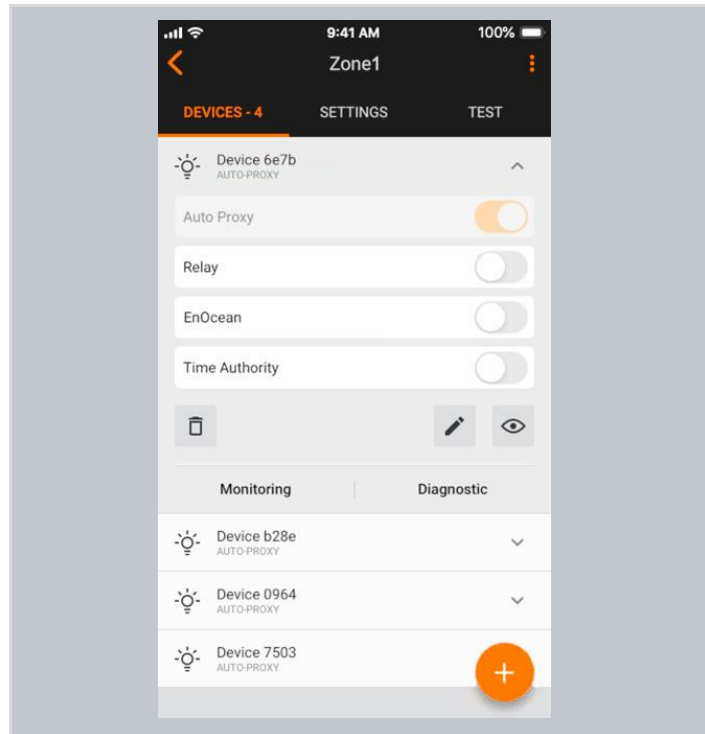 9:41 AM 100%
Zone1
DEVICES - 4 SETTINGS TEST
Device 6e7b
AUTO-PROXY
Auto Proxy
Relay
EnOcean
Time Authority
Monitoring Diagnostic
Device b28e
AUTO-PROXY
Device 0964
AUTO-PROXY
Device 7503
AUTO-PROXY